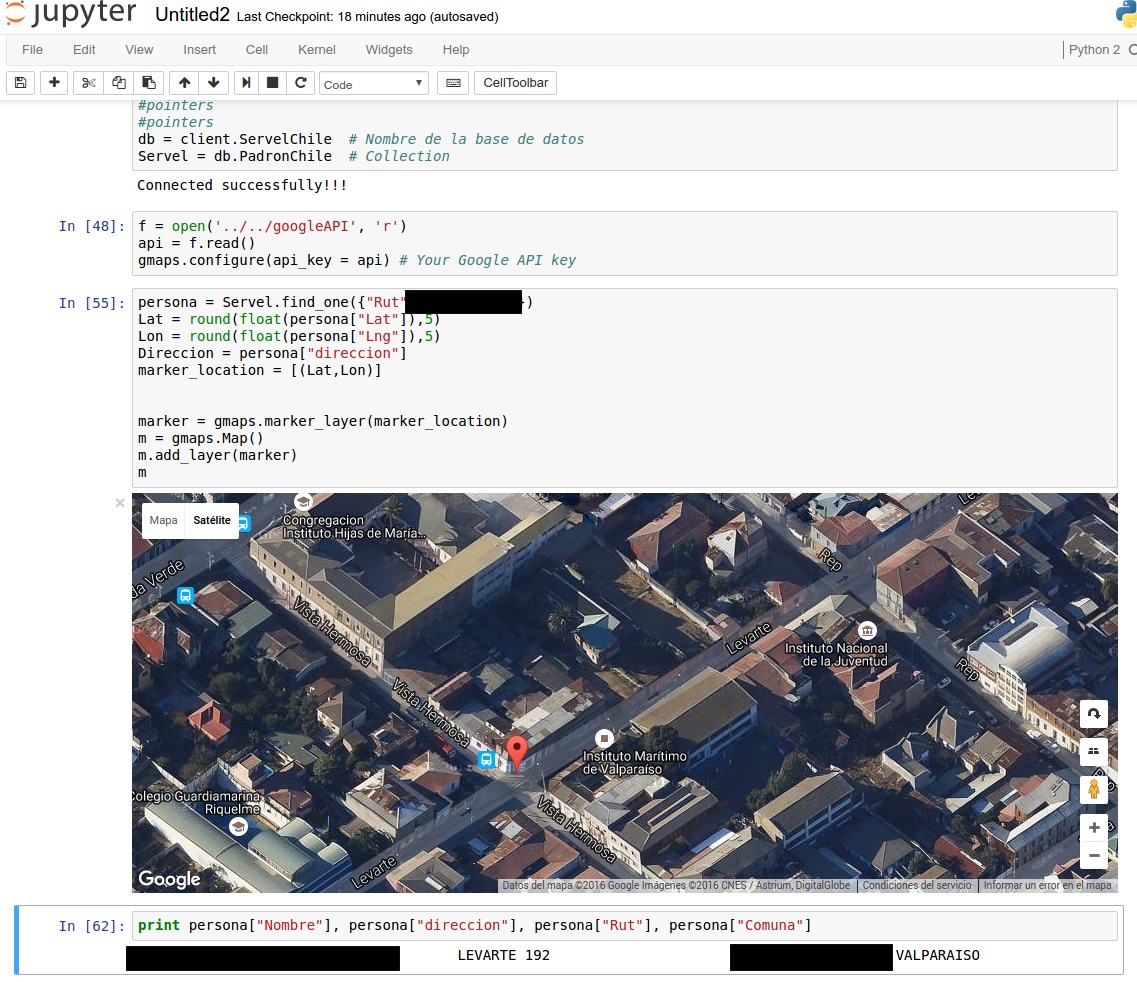 jupyter Untitled2 Last Checkpoint: 18 minutes ago (autosaved)
File Edit View Insert Cell Kernel Widgets Help Python 2
Code CellToolbar
#pointers
#pointers
db = client.ServelChile # Nombre de la base de datos
Servel = db.PadronChile # Collection
Connected successfully!!!
In [48]: f = open('../../googleAPI', 'r')
api = f.read()
gmaps.configure(api_key = api) # Your Google API key
In [55]: persona = Servel.find_one({"Rut" })
Lat = round(float(persona["Lat"]),5)
Lon = round(float(persona["Lng"]),5)
Direccion = persona["direccion"]
marker_location = [(Lat,Lon)]
marker = gmaps.marker_layer(marker_location)
m = gmaps.Map()
m.add_layer(marker)
m
Mapa Satélite
Congregacion
Instituto Hijas de María...
da Verde
Vista Hermosa
Vista Hermosa
Vista Hermosa
Levarte
Rep
Rep
Instituto Nacional
de la Juventud
Instituto Marítimo
de Valparaíso
Colegio Guardiamarina
Riquelme
Levarte
Google
Datos del mapa ©2016 Google Imágenes ©2016 CNES / Astrium, DigitalGlobe Condiciones del servicio Informar un error en el mapa
In [62]: print persona["Nombre"], persona["direccion"], persona["Rut"], persona["Comuna"]
LEVARTE 192 VALPARAISO